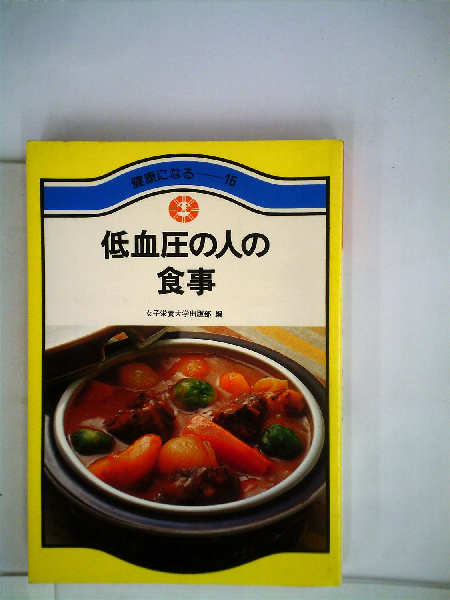 健康になる——15
低血圧の人の
食事
女子栄養大学出版部 編